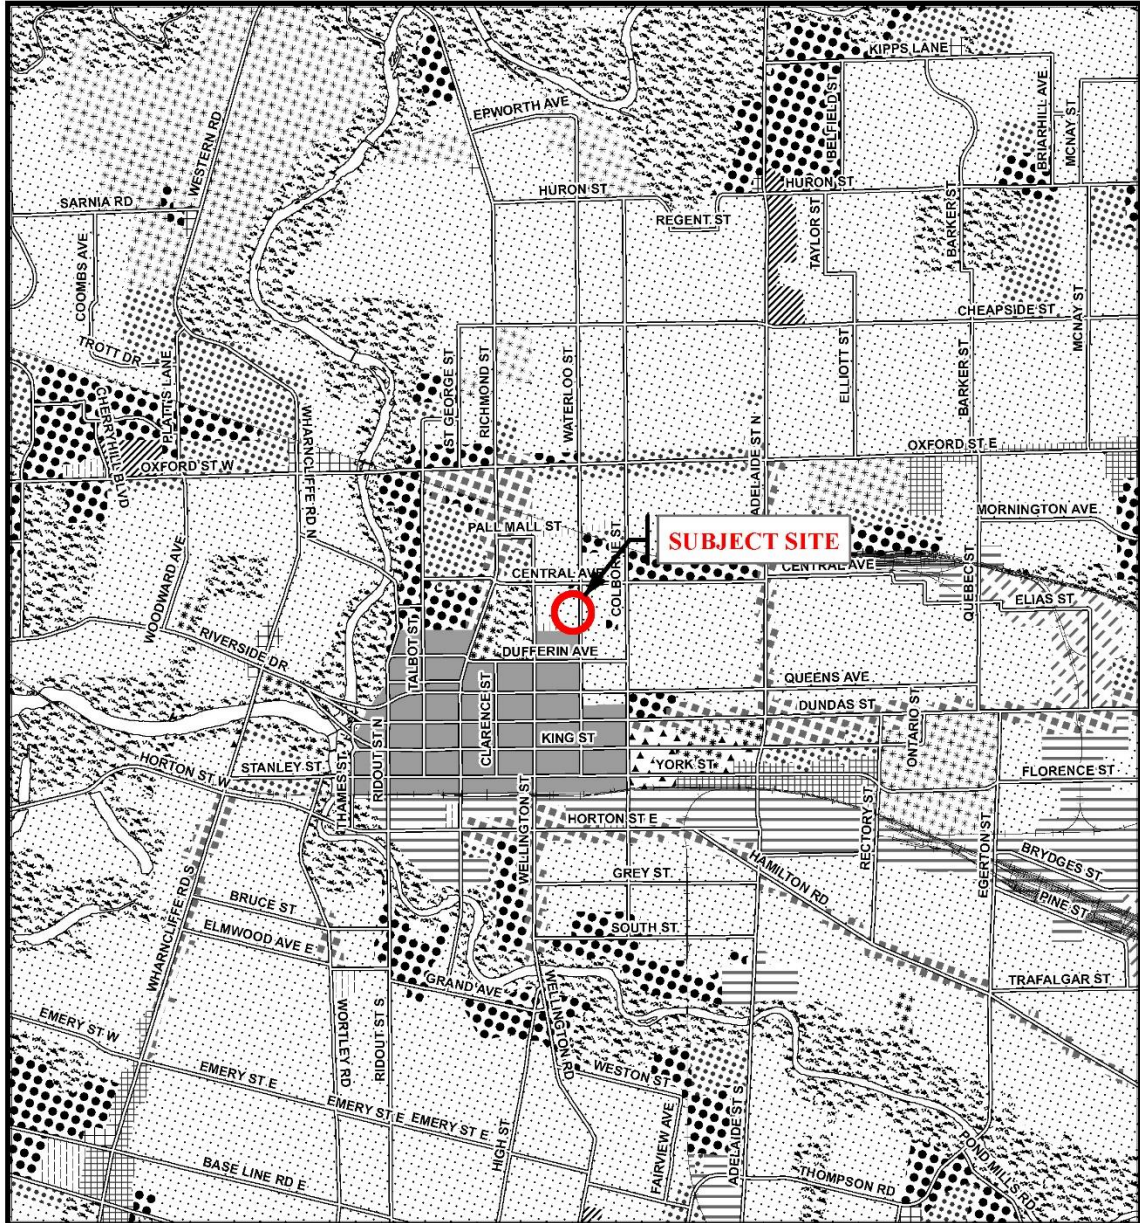 KIPPS LANE
BELFIELD ST
BRIARHILL AVE
MCNAY ST
EPWORTH AVE
WESTERN RD
SARNIA RD
HURON ST
HURON ST
REGENT ST
TAYLOR ST
BARKER ST
COOMBS AVE
CHEAPSIDE ST
MCNAY ST
TROTT DR
PLATTS LANE
CHERRYHILL BLVD
WHARNCLIFFE RD N
ST GEORGE ST
RICHMOND ST
WATERLOO ST
ELLIOTT ST
BARKER ST
OXFORD ST W
OXFORD ST E
ADELAIDE ST N
PALL MALL ST
COLBORNE ST
SUBJECT SITE
MORNINGTON AVE
WOODWARD AVE
CENTRAL AVE
CENTRAL AVE
QUEBEC ST
ELIAS ST
RIVERSIDE DR
TALBOT ST
DUFFERIN AVE
CLARENCE ST
QUEENS AVE
DUNDAS ST
ONTARIO ST
KING ST
STANLEY ST
HORTON ST W
THAMES ST
RIDOUT ST N
YORK ST
FLORENCE ST
WELLINGTON ST
HORTON ST E
RECTORY ST
EGERTON ST
BRYDGES ST
PINE ST
GREY ST
HAMILTON RD
WHARNCLIFFE RD S
BRUCE ST
ELMWOOD AVE E
SOUTH ST
GRAND AVE
TRAFALGAR ST
EMERY ST W
WORTLEY RD
RIDOUT ST S
WELLINGTON RD
EMERY ST E
EMERY ST E
EMERY ST E
WESTON ST
HIGH ST
FAIRVIEW AVE
ADELAIDE ST S
BASE LINE RD E
THOMPSON RD
POND MILLS RD